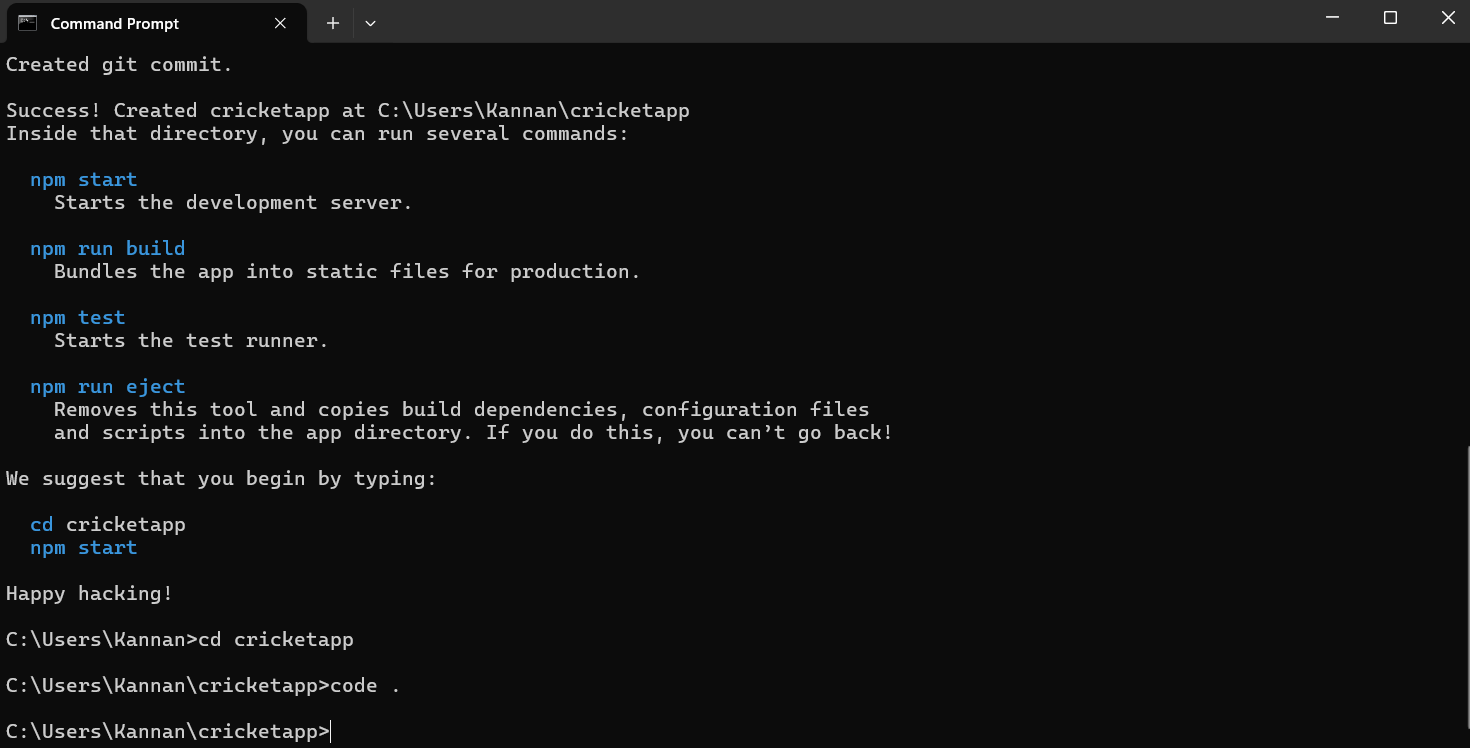 Command Prompt
Created git commit.
Success! Created cricketapp at C:\Users\Kannan\cricketapp
Inside that directory, you can run several commands:
npm start
Starts the development server.
npm run build
Bundles the app into static files for production.
npm test
Starts the test runner.
npm run eject
Removes this tool and copies build dependencies, configuration files
and scripts into the app directory. If you do this, you can’t go back!
We suggest that you begin by typing:
cd cricketapp
npm start
Happy hacking!
C:\Users\Kannan>cd cricketapp
C:\Users\Kannan\cricketapp>code .
C:\Users\Kannan\cricketapp>